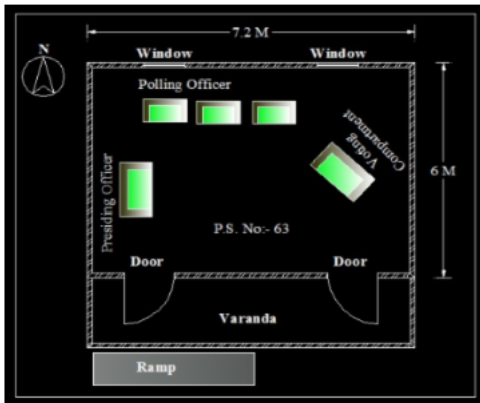 7.2 M
N
Window Window
Polling Officer
Voting
Compartment
6 M
Presiding Officer
P.S. No:- 63
Door Door
Varanda
Ramp